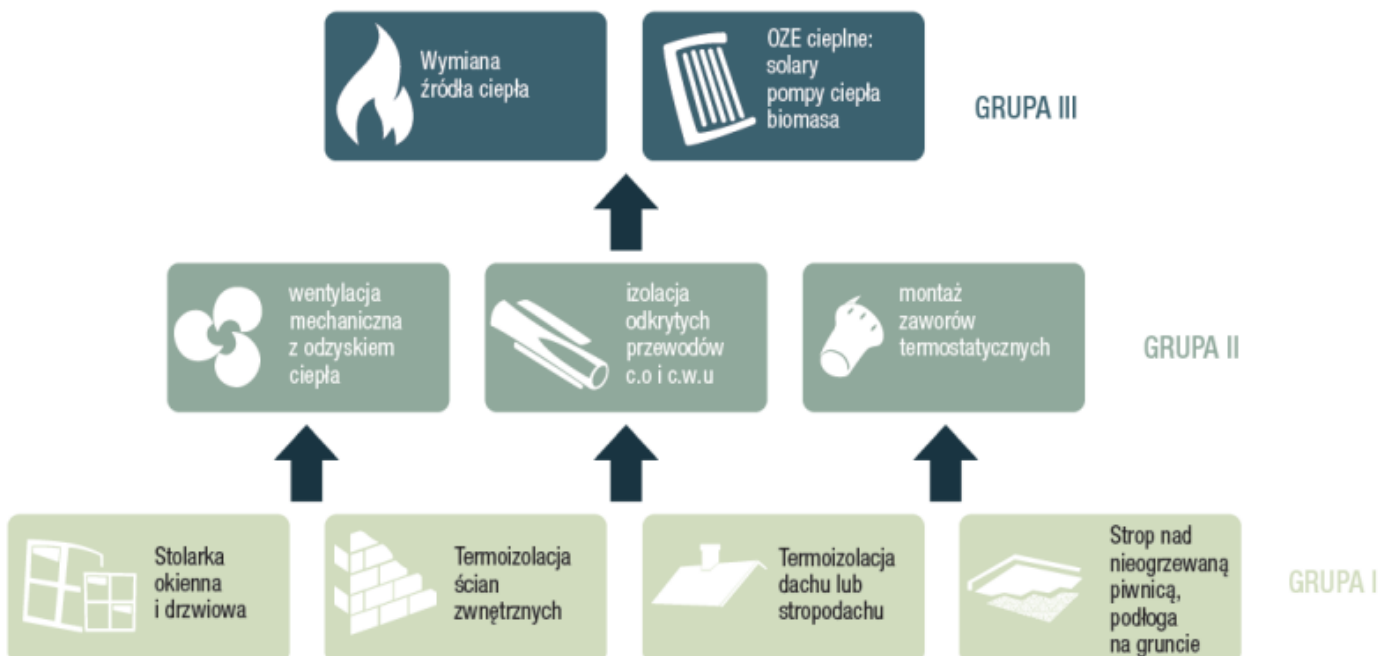 Wymiana
źródła ciepła
OZE cieplne:
solary
pompy ciepła
biomasa
GRUPA III
wentylacja
mechaniczna
z odzyskiem
ciepła
izolacja
odkrytych
przewodów
c.o i c.w.u
montaż
zaworów
termostatycznych
GRUPA II
Stolarka
okienna
i drzwiowa
Termoizolacja
ścian
zwnętrznych
Termoizolacja
dachu lub
stropodachu
Strop nad
nieogrzewaną
piwnicą,
podłoga
na gruncie
GRUPA I